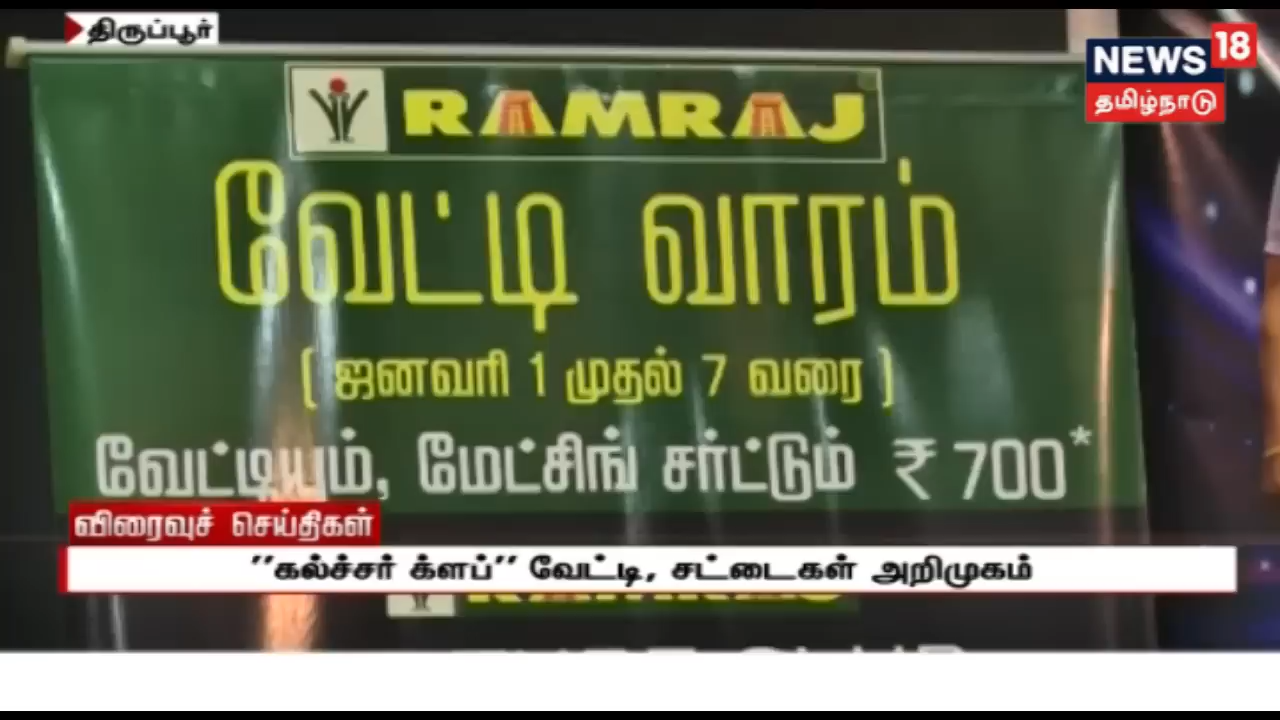 திருப்பூர்
NEWS 18
தமிழ்நாடு
RAMRAJ
வேட்டி வாரம்
( ஜனவரி 1 முதல் 7 வரை )
வேட்டியும், மேட்சிங் சர்ட்டும் ₹ 700*
விரைவுச் செய்திகள்
"கல்ச்சர் க்ளப்" வேட்டி, சட்டைகள் அறிமுகம்